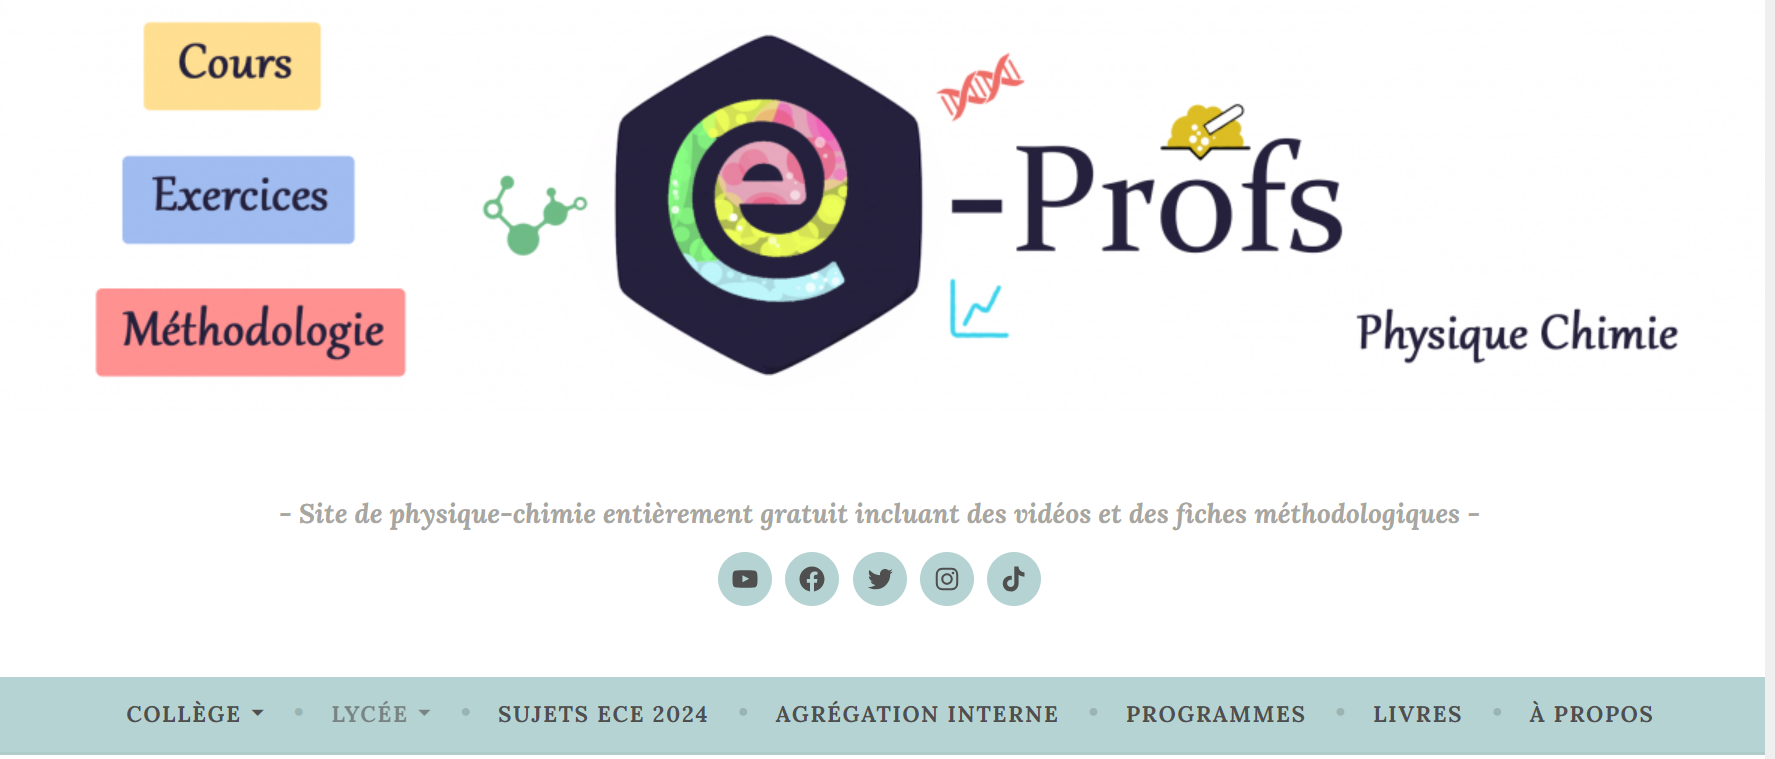 Cours
Exercices
Méthodologie
e -Profs
Physique Chimie
- Site de physique-chimie entièrement gratuit incluant des vidéos et des fiches méthodologiques -
COLLÈGE • LYCÉE • SUJETS ECE 2024 • AGRÉGATION INTERNE • PROGRAMMES • LIVRES • À PROPOS